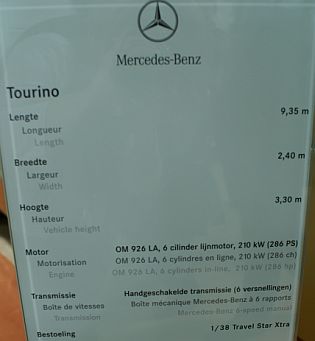 Mercedes-Benz
Tourino
Lengte 9,35 m
Longueur
Length
Breedte 2,40 m
Largeur
Width
Hoogte 3,30 m
Hauteur
Vehicle height
Motor OM 926 LA, 6 cilinder lijnmotor, 210 kW (286 PS)
Motorisation OM 926 LA, 6 cylindres en ligne, 210 kW (286 ch)
Engine OM 926 LA, 6 cylinders in-line, 210 kW (286 hp)
Transmissie Handgeschakelde transmissie (6 versnellingen)
Boîte de vitesses Boîte mécanique Mercedes-Benz à 6 rapports
Transmission Mercedes-Benz 6-speed manual
Bestoeling 1/38 Travel Star Xtra